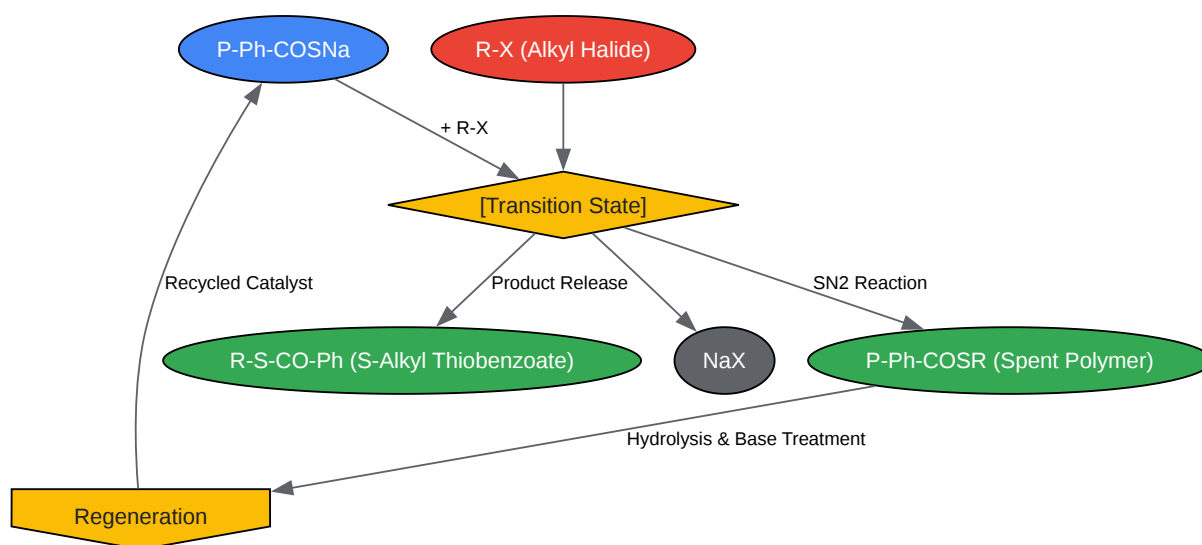 P-Ph-COSNa
R-X (Alkyl Halide)
+ R-X
[Transition State]
Recycled Catalyst
Product Release
SN2 Reaction
R-S-CO-Ph (S-Alkyl Thiobenzoate)
NaX
P-Ph-COSR (Spent Polymer)
Hydrolysis & Base Treatment
Regeneration